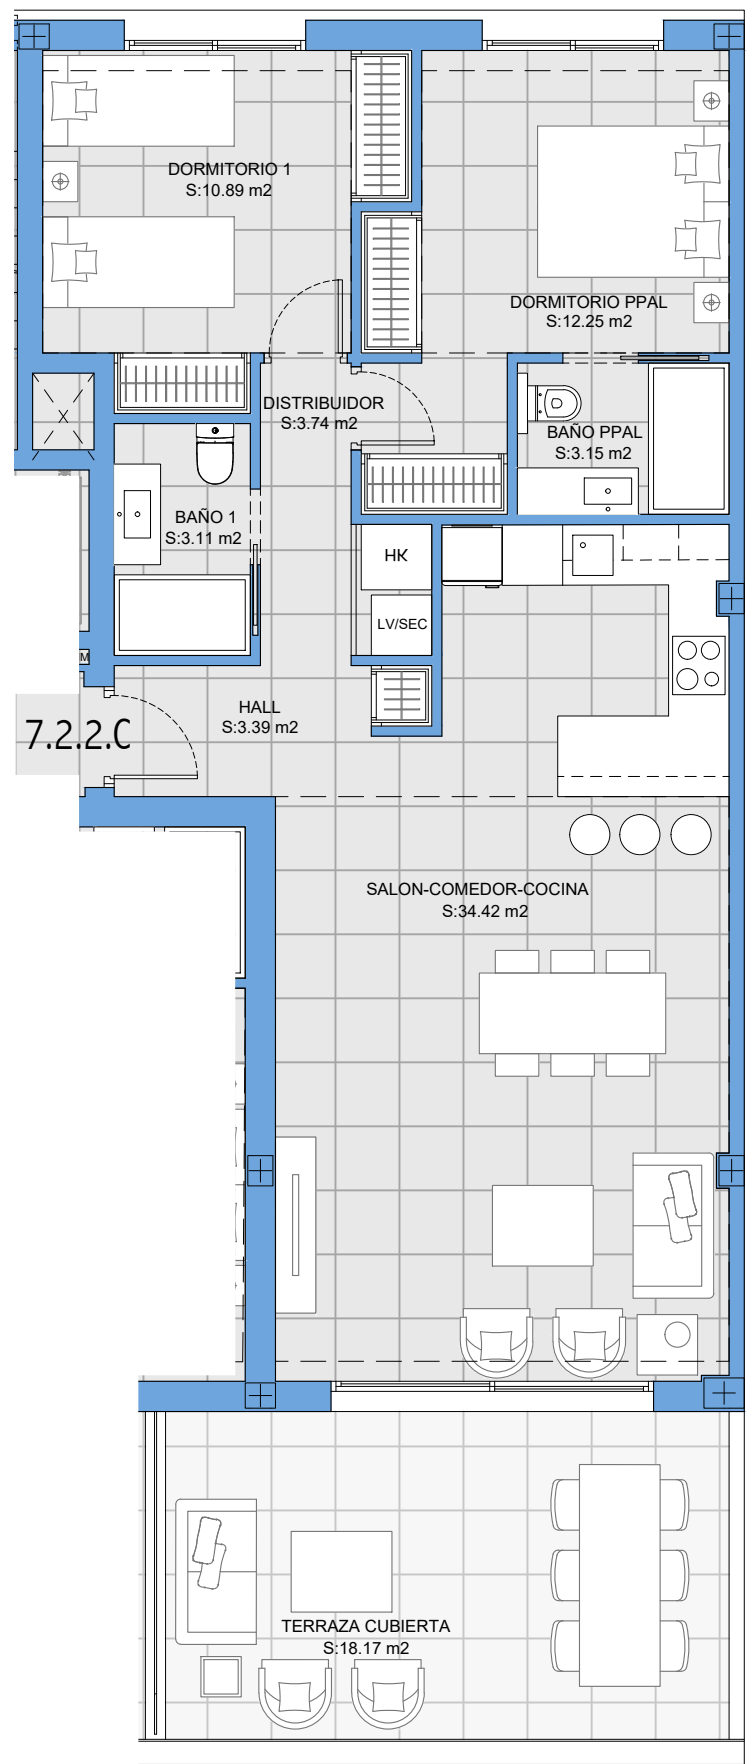 DORMITORIO 1
S:10.89 m2
DORMITORIO PPAL
S:12.25 m2
DISTRIBUIDOR
S:3.74 m2
BAÑO PPAL
S:3.15 m2
BAÑO 1
S:3.11 m2
HK
LV/SEC
M
HALL
S:3.39 m2
7.2.2.C
SALON-COMEDOR-COCINA
S:34.42 m2
TERRAZA CUBIERTA
S:18.17 m2